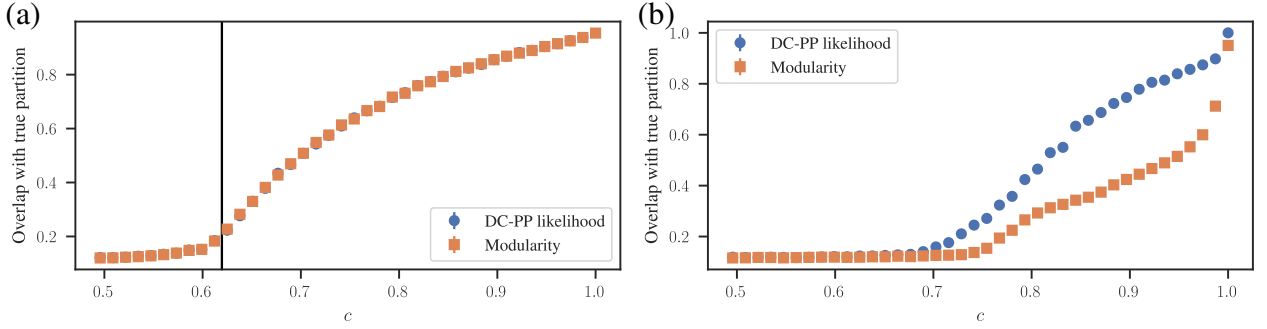 (a)
Overlap with true partition
0.8
0.6
0.4
0.2
DC-PP likelihood
Modularity
0.5 0.6 0.7 0.8 0.9 1.0
c
(b)
Overlap with true partition
1.0
0.8
0.6
0.4
0.2
DC-PP likelihood
Modularity
0.5 0.6 0.7 0.8 0.9 1.0
c